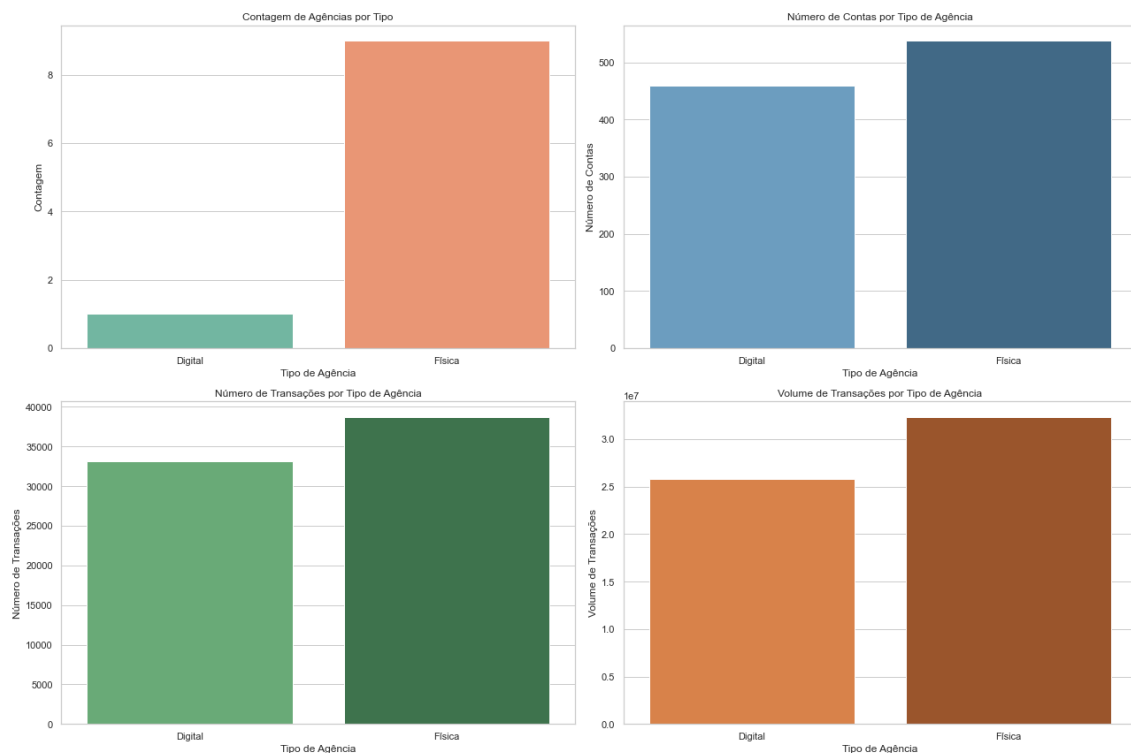 Contagem de Agências por Tipo
Contagem
8
6
4
2
0
Digital
Física
Tipo de Agência
Número de Contas por Tipo de Agência
Número de Contas
500
400
300
200
100
0
Digital
Física
Tipo de Agência
Número de Transações por Tipo de Agência
Número de Transações
40000
35000
30000
25000
20000
15000
10000
5000
0
Digital
Física
Tipo de Agência
Volume de Transações por Tipo de Agência
1e7
Volume de Transações
3.0
2.5
2.0
1.5
1.0
0.5
0.0
Digital
Física
Tipo de Agência